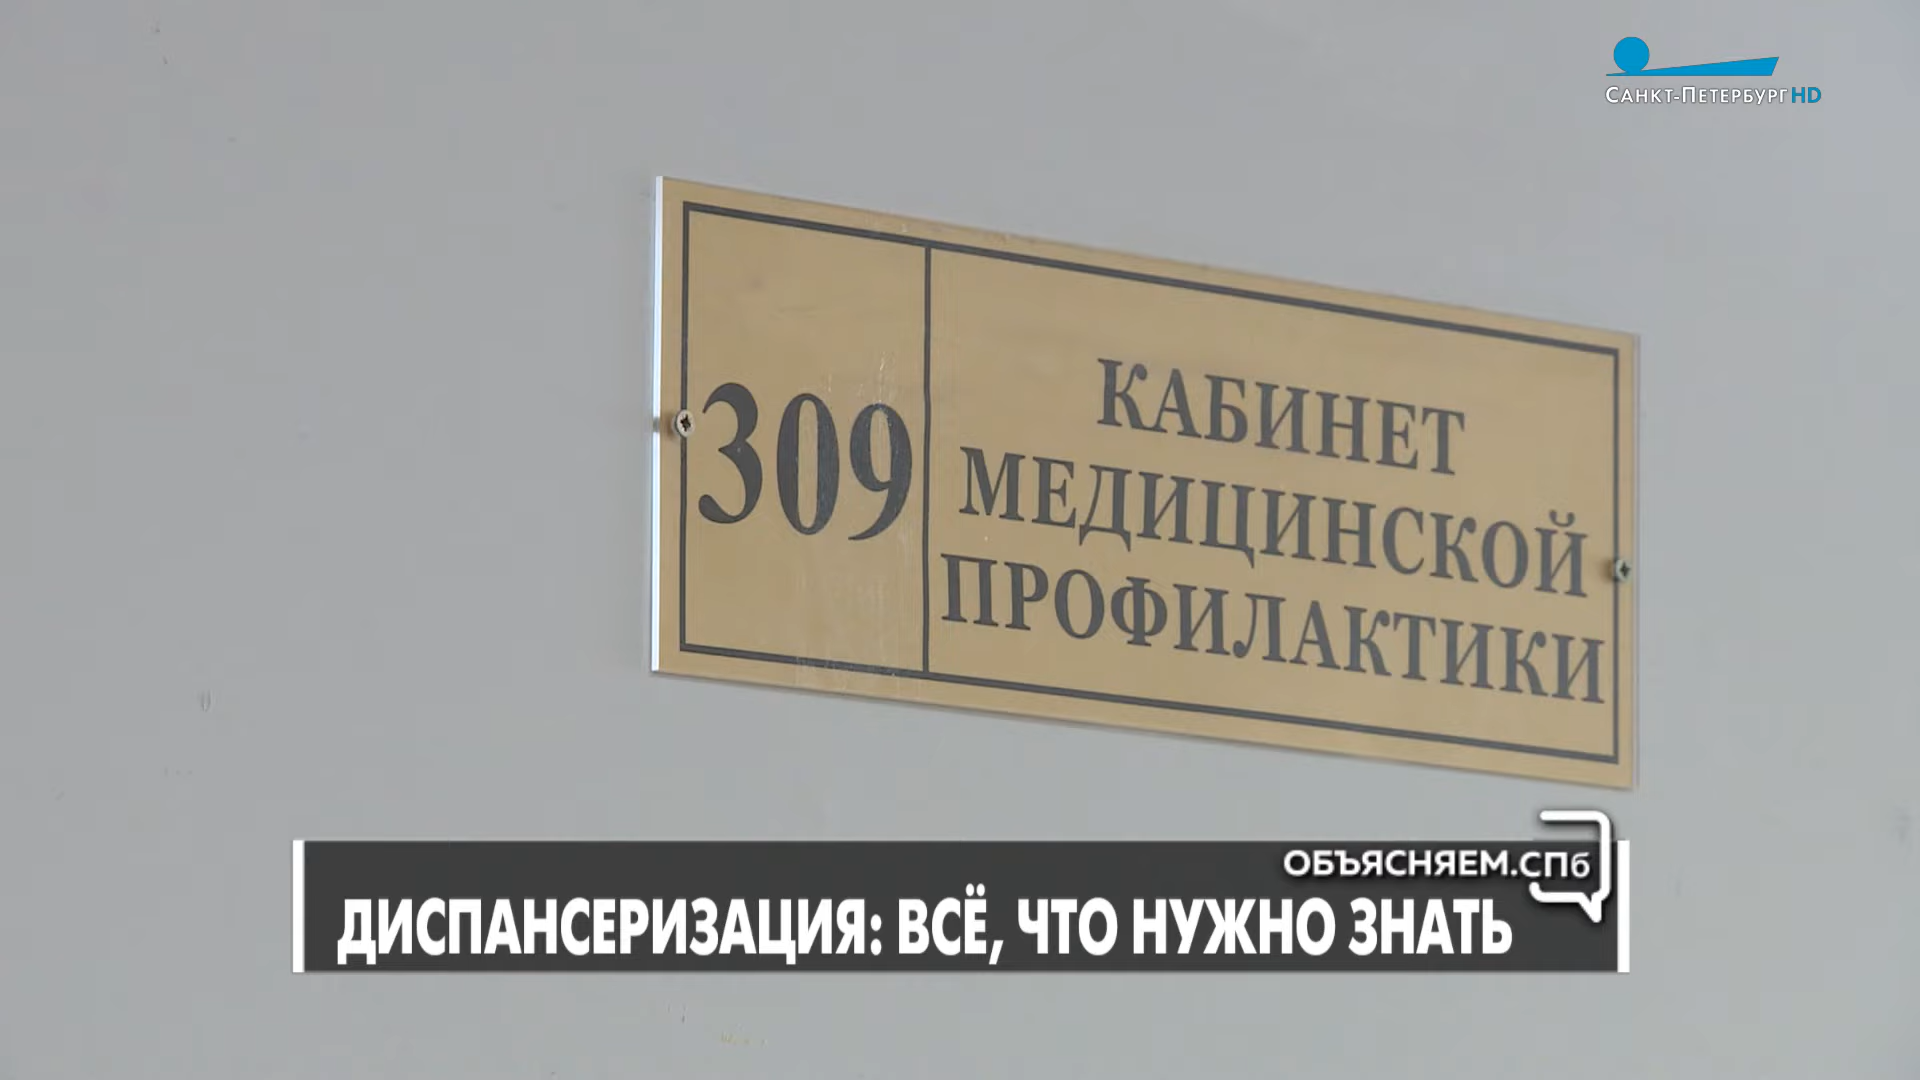 САНКТ-ПЕТЕРБУРГ HD
309
КАБИНЕТ
МЕДИЦИНСКОЙ
ПРОФИЛАКТИКИ
ОБЪЯСНЯЕМ.СПб
ДИСПАНСЕРИЗАЦИЯ: ВСЁ, ЧТО НУЖНО ЗНАТЬ